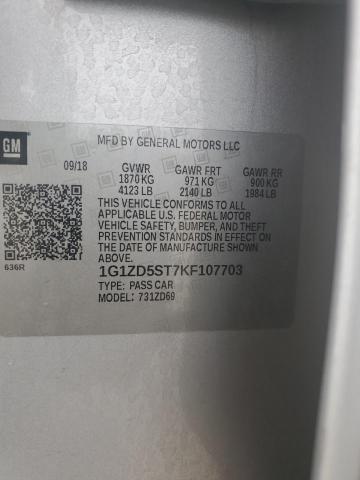 GM
MFD BY GENERAL MOTORS LLC
09/18 GVWR GAWR FRT GAWR RR
1870 KG 971 KG 900 KG
4123 LB 2140 LB 1984 LB
THIS VEHICLE CONFORMS TO ALL
APPLICABLE U.S. FEDERAL MOTOR
VEHICLE SAFETY, BUMPER, AND THEFT
PREVENTION STANDARDS IN EFFECT ON
THE DATE OF MANUFACTURE SHOWN
ABOVE.
636R
1G1ZD5ST7KF107703
TYPE: PASS CAR
MODEL: 731ZD69